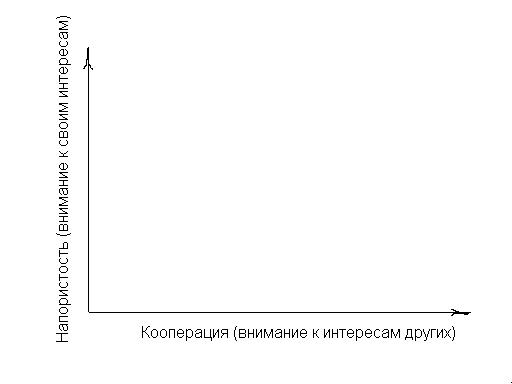 Напористость (внимание к своим интересам)
Кооперация (внимание к интересам других)